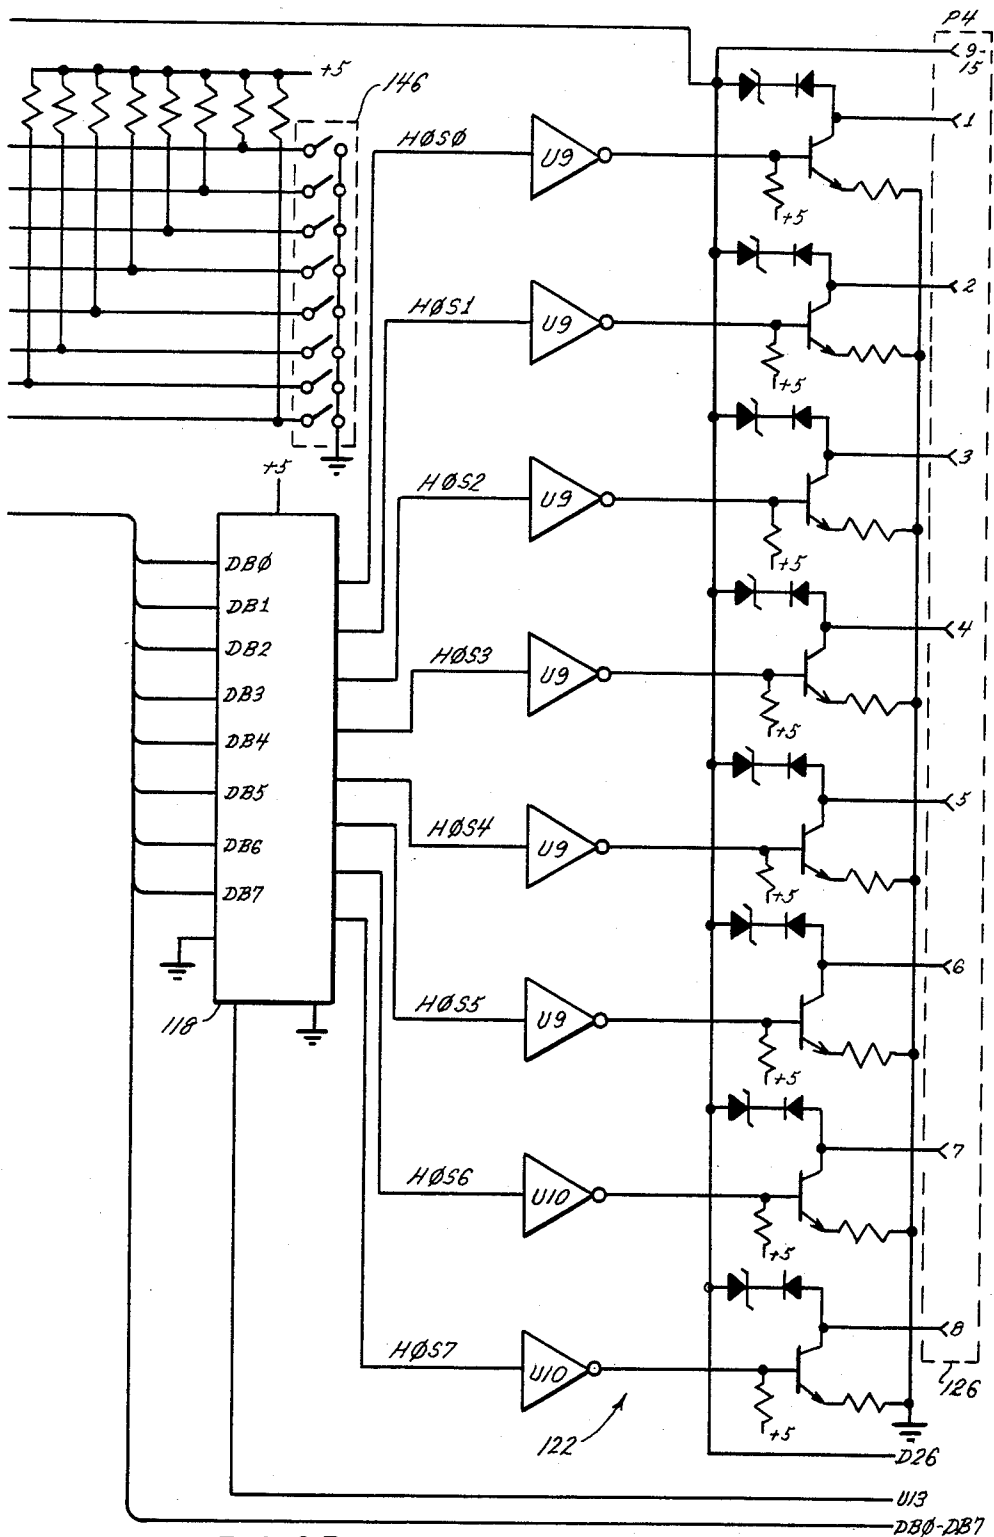 P4
9-
15
+5
146
1
HØSØ
U9
+5
2
HØS1
U9
+5
3
+5
HØS2
U9
+5
DBØ
DB1
DB2
DB3
DB4
DB5
DB6
DB7
118
4
HØS3
U9
+5
5
HØS4
U9
+5
6
HØS5
U9
+5
7
HØS6
U10
+5
8
HØS7
U10
+5
126
122
D26
U13
DBØ-DB7